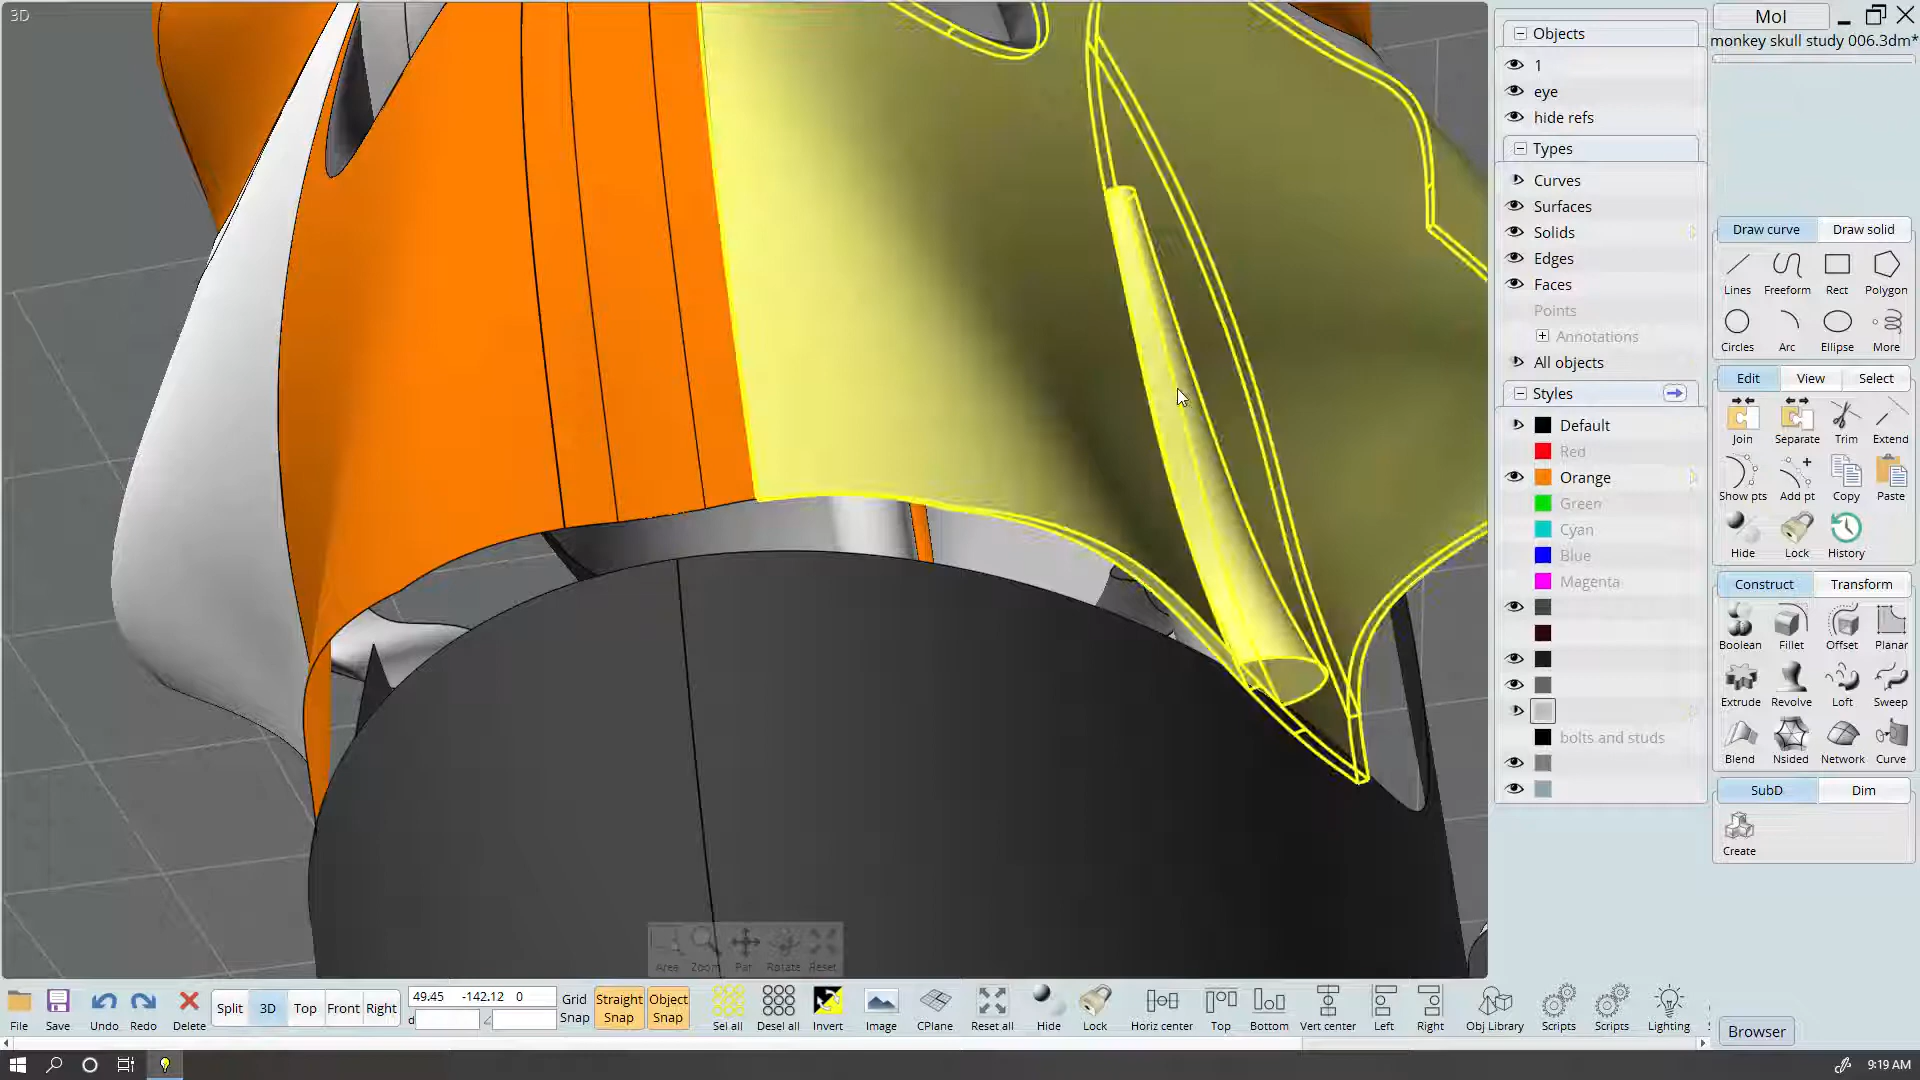 3D
Objects
1
eye
hide refs
Types
Curves
Surfaces
Solids
Edges
Faces
Points
Annotations
All objects
Styles
Default
Red
Orange
Green
Cyan
Blue
Magenta
bolts and studs
MoI
monkey skull study 006.3dm*
Draw curve Draw solid
Lines Freeform Rect Polygon
Circles Arc Ellipse More
Edit View Select
Join Separate Trim Extend
Show pts Add pt Copy Paste
Hide Lock History
Construct Transform
Boolean Fillet Offset Planar
Extrude Revolve Loft Sweep
Blend Nsided Network Curve
SubD Dim
Create
Area Zoom Pan Rotate Reset
File Save Undo Redo Delete
Split 3D Top Front Right
49.45 -142.12 0
d
Grid Snap
Straight Snap
Object Snap
Sel all Desel all Invert Image CPlane Reset all Hide Lock Horiz center Top Bottom Vert center Left Right Obj Library Scripts Scripts Lighting
Browser
9:19 AM